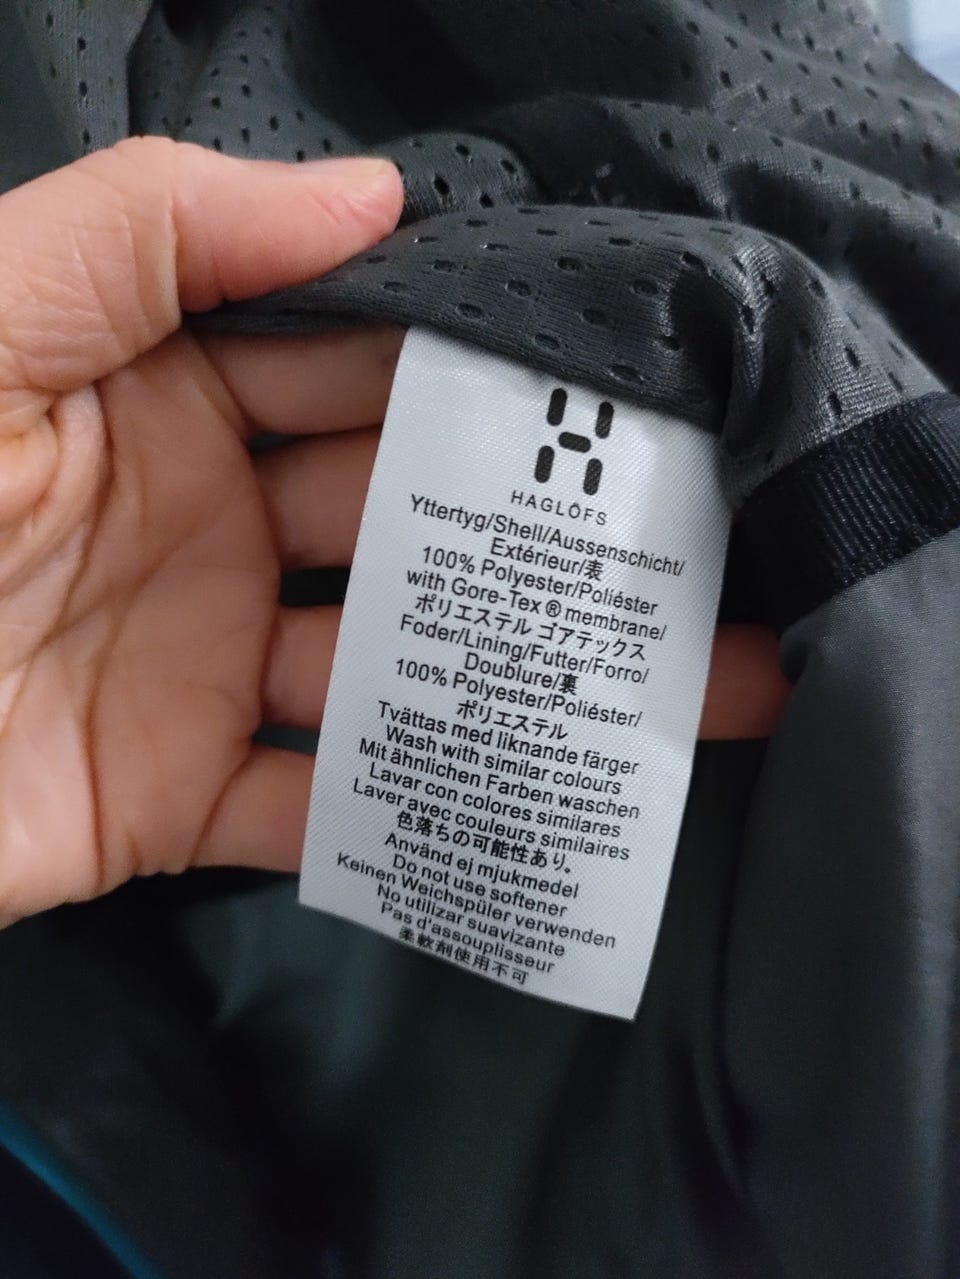 HAGLÖFS
Yttertyg/Shell/Aussenschicht/
Extérieur/表
100% Polyester/Poliéster
with Gore-Tex ® membrane/
ポリエステル ゴアテックス
Foder/Lining/Futter/Forro/
Doublure/裏
100% Polyester/Poliéster/
ポリエステル
Tvättas med liknande färger
Wash with similar colours
Mit ähnlichen Farben waschen
Lavar con colores similares
Laver avec couleurs similaires
色落ちの可能性あり。
Använd ej mjukmedel
Do not use softener
Keinen Weichspüler verwenden
No utilizar suavizante
Pas d'assouplisseur
柔軟剤使用不可